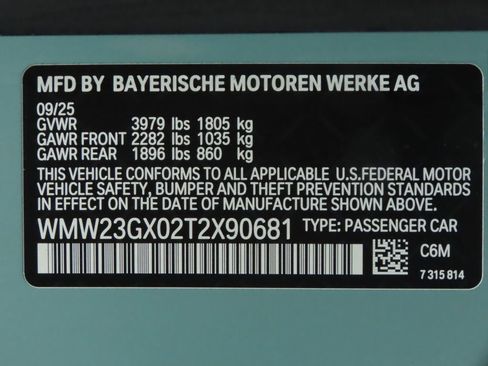 MFD BY BAYERISCHE MOTOREN WERKE AG
09/25
GVWR 3979 lbs 1805 kg
GAWR FRONT 2282 lbs 1035 kg
GAWR REAR 1896 lbs 860 kg
THIS VEHICLE CONFORMS TO ALL APPLICABLE U.S.FEDERAL MOTOR
VEHICLE SAFETY, BUMPER AND THEFT PREVENTION STANDARDS
IN EFFECT ON THE DATE OF MANUFACTURE SHOWN ABOVE.
WMW23GX02T2X90681 TYPE: PASSENGER CAR
C6M
7 315 814